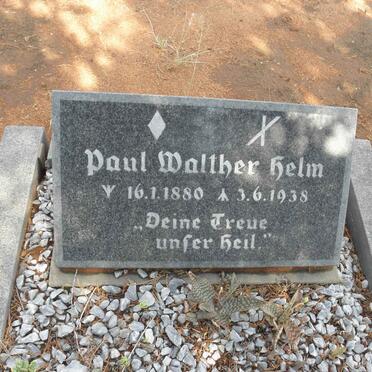 Paul Walther Helm
ᛉ 16.1.1880 ᛣ 3.6.1938
„Deine Treue
unſer Heil."